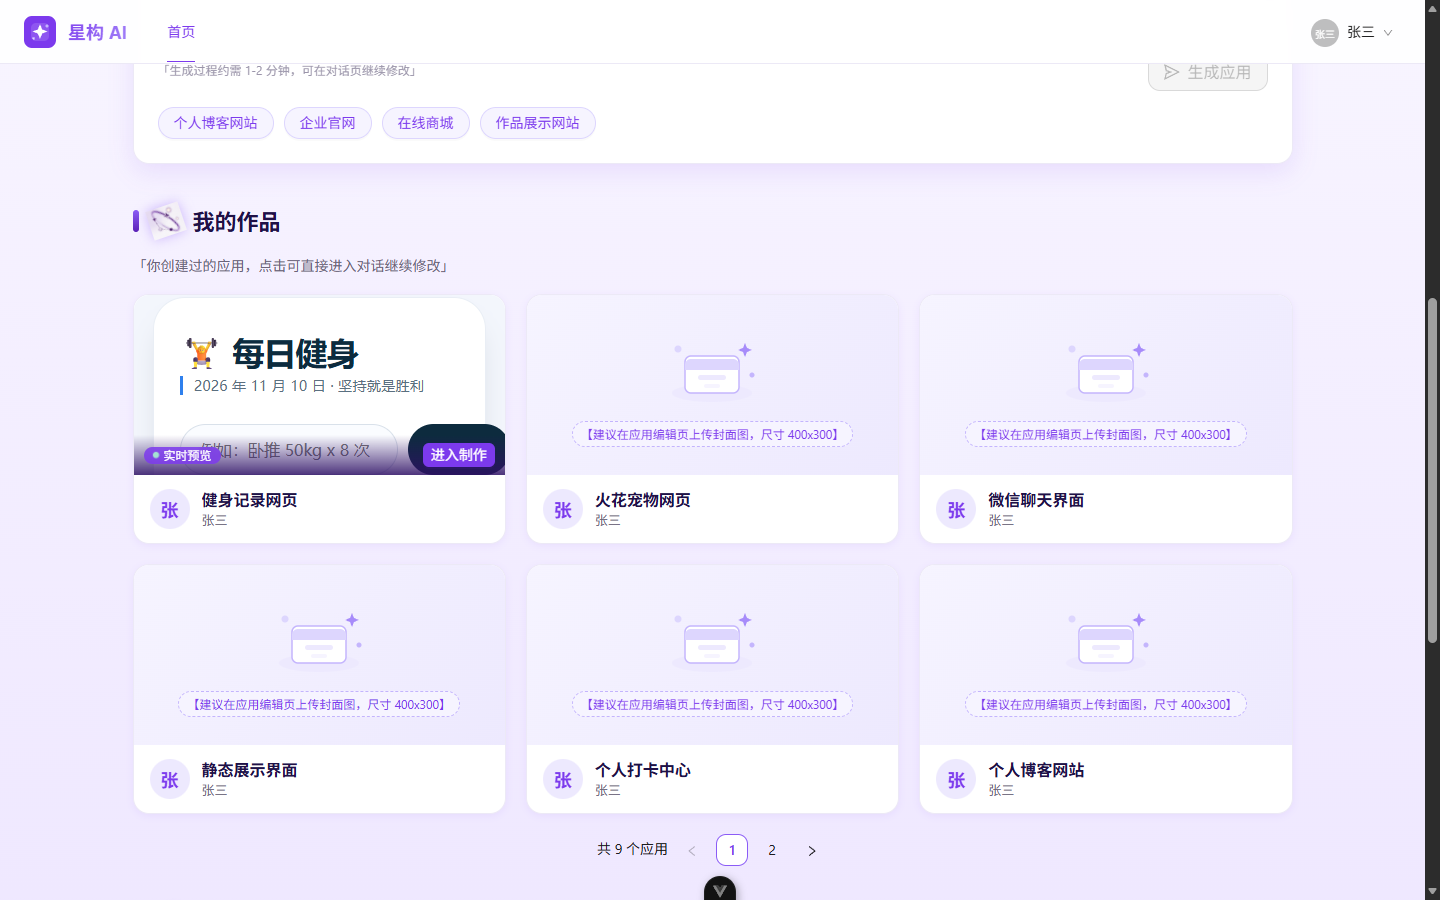 星构 AI
首页
张三
张三
「生成过程约需 1-2 分钟，可在对话页继续修改」
生成应用
个人博客网站
企业官网
在线商城
作品展示网站
我的作品
「你创建过的应用，点击可直接进入对话继续修改」
每日健身
2026 年 11 月 10 日 · 坚持就是胜利
例如：卧推 50kg x 8 次
实时预览
进入制作
张
健身记录网页
张三
【建议在应用编辑页上传封面图，尺寸 400x300】
张
火花宠物网页
张三
【建议在应用编辑页上传封面图，尺寸 400x300】
张
微信聊天界面
张三
【建议在应用编辑页上传封面图，尺寸 400x300】
张
静态展示界面
张三
【建议在应用编辑页上传封面图，尺寸 400x300】
张
个人打卡中心
张三
【建议在应用编辑页上传封面图，尺寸 400x300】
张
个人博客网站
张三
共 9 个应用
1
2